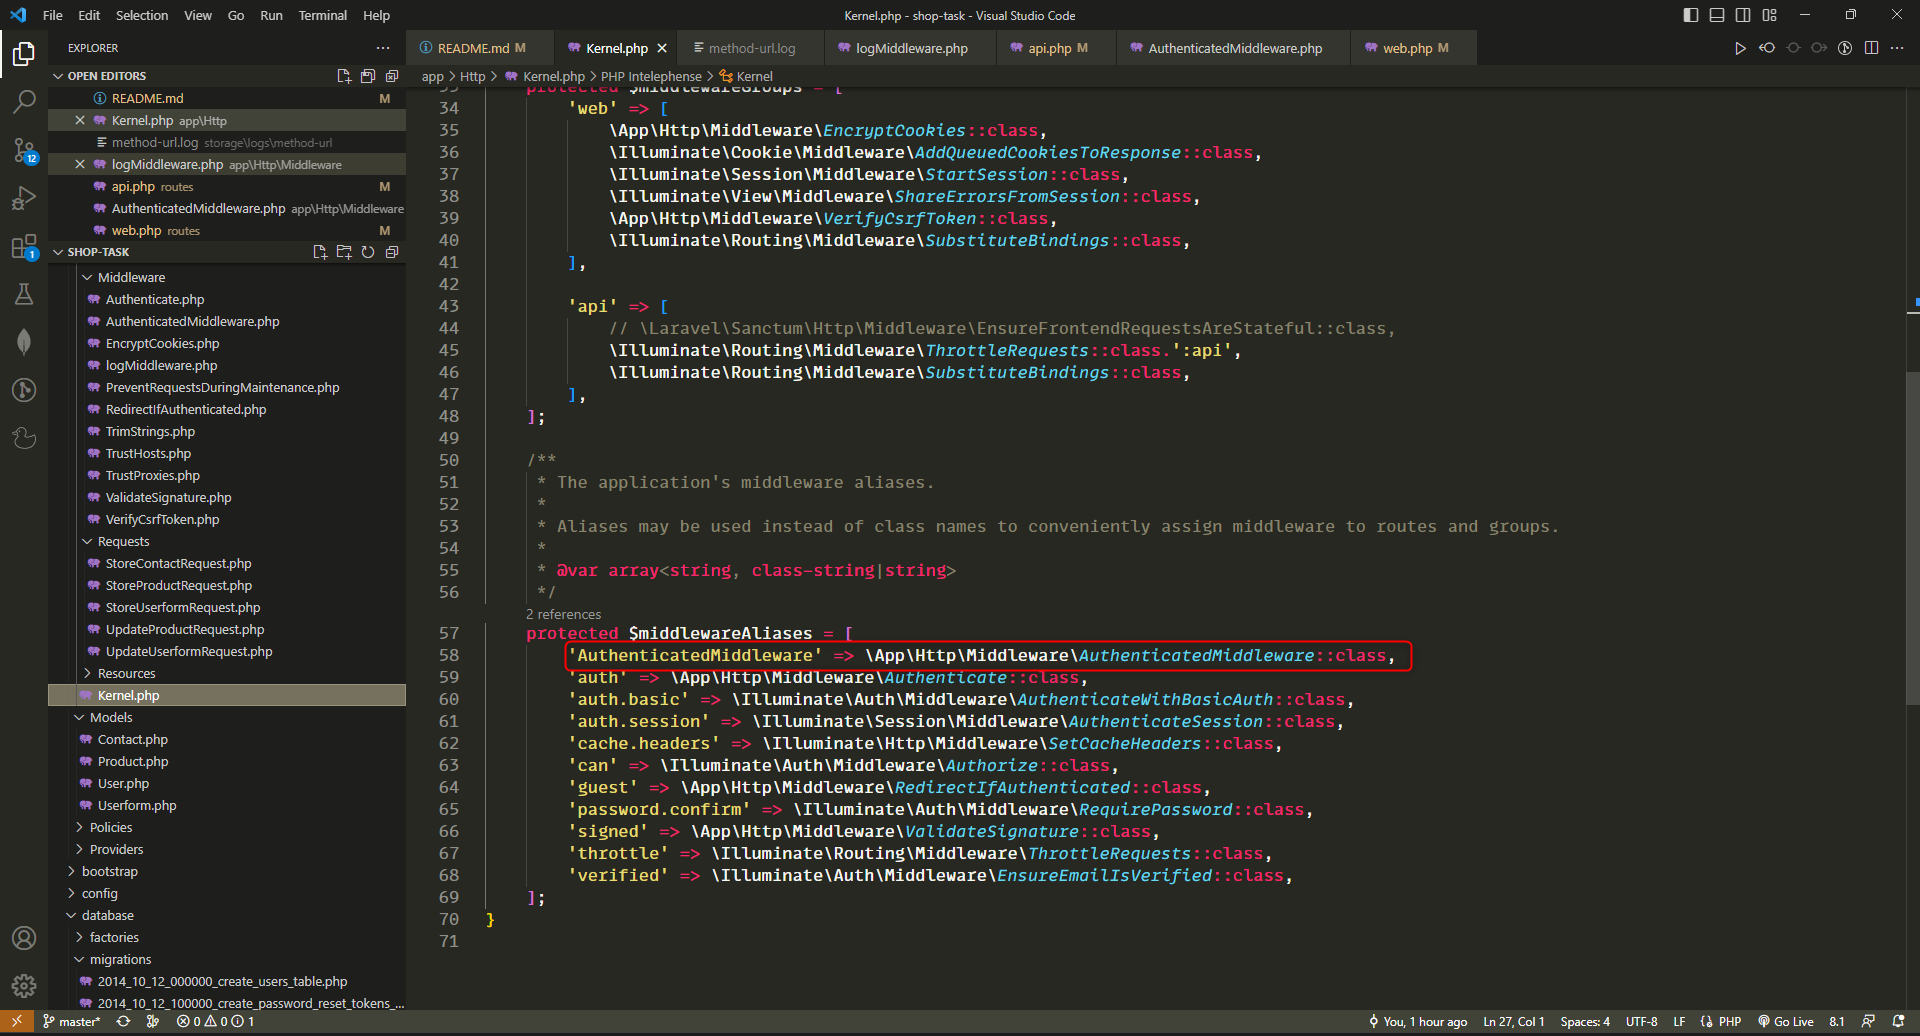 File Edit Selection View Go Run Terminal Help
Kernel.php - shop-task - Visual Studio Code
EXPLORER
OPEN EDITORS
README.md M
Kernel.php app\Http
method-url.log storage\logs\method-url
logMiddleware.php app\Http\Middleware
api.php routes M
AuthenticatedMiddleware.php app\Http\Middleware
web.php routes M
SHOP-TASK
Middleware
Authenticate.php
AuthenticatedMiddleware.php
EncryptCookies.php
logMiddleware.php
PreventRequestsDuringMaintenance.php
RedirectIfAuthenticated.php
TrimStrings.php
TrustHosts.php
TrustProxies.php
ValidateSignature.php
VerifyCsrfToken.php
Requests
StoreContactRequest.php
StoreProductRequest.php
StoreUserformRequest.php
UpdateProductRequest.php
UpdateUserformRequest.php
Resources
Kernel.php
Models
Contact.php
Product.php
User.php
Userform.php
Policies
Providers
bootstrap
config
database
factories
migrations
2014_10_12_000000_create_users_table.php
2014_10_12_100000_create_password_reset_tokens_...
12
1
README.md M Kernel.php method-url.log logMiddleware.php api.php M AuthenticatedMiddleware.php web.php M
app > Http > Kernel.php > PHP Intelephense > Kernel
33 protected $middlewareGroups = [
34 'web' => [
35 \App\Http\Middleware\EncryptCookies::class,
36 \Illuminate\Cookie\Middleware\AddQueuedCookiesToResponse::class,
37 \Illuminate\Session\Middleware\StartSession::class,
38 \Illuminate\View\Middleware\ShareErrorsFromSession::class,
39 \App\Http\Middleware\VerifyCsrfToken::class,
40 \Illuminate\Routing\Middleware\SubstituteBindings::class,
41 ],
42
43 'api' => [
44 // \Laravel\Sanctum\Http\Middleware\EnsureFrontendRequestsAreStateful::class,
45 \Illuminate\Routing\Middleware\ThrottleRequests::class.':api',
46 \Illuminate\Routing\Middleware\SubstituteBindings::class,
47 ],
48 ];
49
50 /**
51 * The application's middleware aliases.
52 *
53 * Aliases may be used instead of class names to conveniently assign middleware to routes and groups.
54 *
55 * @var array<string, class-string|string>
56 */
2 references
57 protected $middlewareAliases = [
58 'AuthenticatedMiddleware' => \App\Http\Middleware\AuthenticatedMiddleware::class,
59 'auth' => \App\Http\Middleware\Authenticate::class,
60 'auth.basic' => \Illuminate\Auth\Middleware\AuthenticateWithBasicAuth::class,
61 'auth.session' => \Illuminate\Session\Middleware\AuthenticateSession::class,
62 'cache.headers' => \Illuminate\Http\Middleware\SetCacheHeaders::class,
63 'can' => \Illuminate\Auth\Middleware\Authorize::class,
64 'guest' => \App\Http\Middleware\RedirectIfAuthenticated::class,
65 'password.confirm' => \Illuminate\Auth\Middleware\RequirePassword::class,
66 'signed' => \App\Http\Middleware\ValidateSignature::class,
67 'throttle' => \Illuminate\Routing\Middleware\ThrottleRequests::class,
68 'verified' => \Illuminate\Auth\Middleware\EnsureEmailIsVerified::class,
69 ];
70 }
71
master* 0 0 1 You, 1 hour ago Ln 27, Col 1 Spaces: 4 UTF-8 LF PHP Go Live 8.1